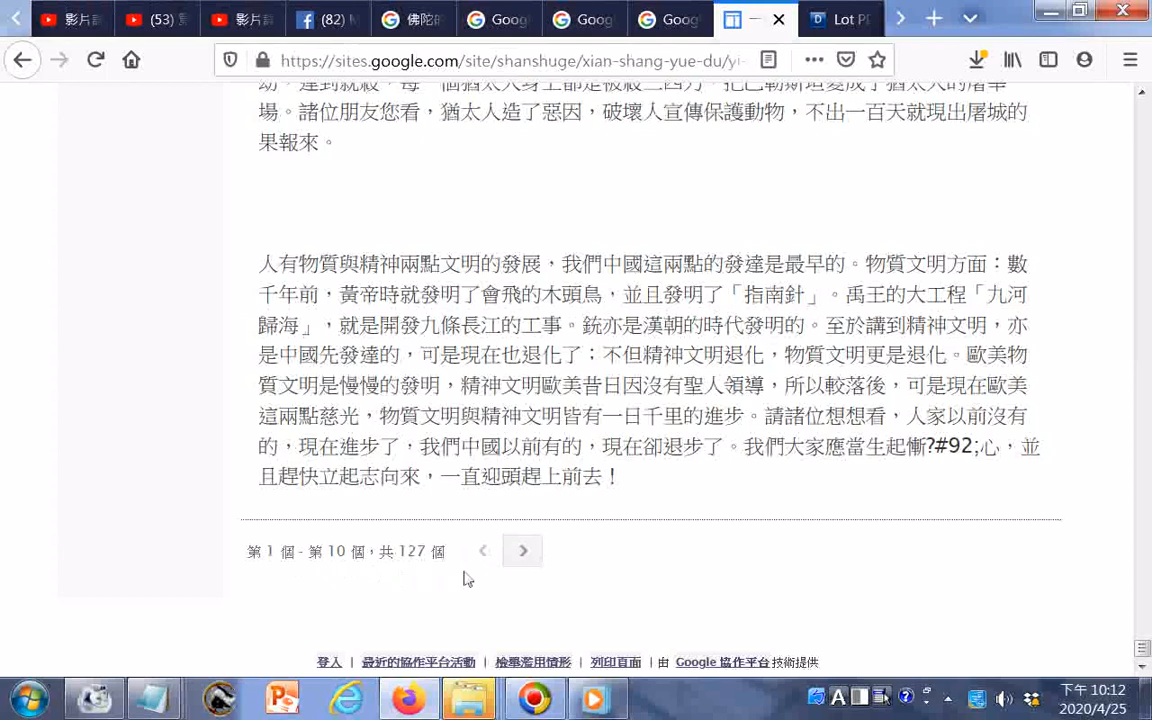 影片
(53)
影片
(82)
佛陀
Goo
Goo
Goo
Lot P
https://sites.google.com/site/shanshuge/xian-shang-yue-du/yi-
場。諸位朋友您看，猶太人造了惡因，破壞人宣傳保護動物，不出一百天就現出屠城的
果報來。
人有物質與精神兩點文明的發展，我們中國這兩點的發達是最早的。物質文明方面：數
千年前，黃帝時就發明了會飛的木頭鳥，並且發明了「指南針」。禹王的大工程「九河
歸海」，就是開發九條長江的工事。銃亦是漢朝的時代發明的。至於講到精神文明，亦
是中國先發達的，可是現在也退化了；不但精神文明退化，物質文明更是退化。歐美物
質文明是慢慢的發明，精神文明歐美昔日因沒有聖人領導，所以較落後，可是現在歐美
這兩點慈光，物質文明與精神文明皆有一日千里的進步。請諸位想想看，人家以前沒有
的，現在進步了，我們中國以前有的，現在卻退步了。我們大家應當生起慚?#92;心，並
且趕快立起志向來，一直迎頭趕上前去！
第 1 個 - 第 10 個，共 127 個
登入 | 最近的協作平台活動 | 檢舉濫用情形 | 列印頁面 | 由 Google 協作平台技術提供
下午 10:12
2020/4/25